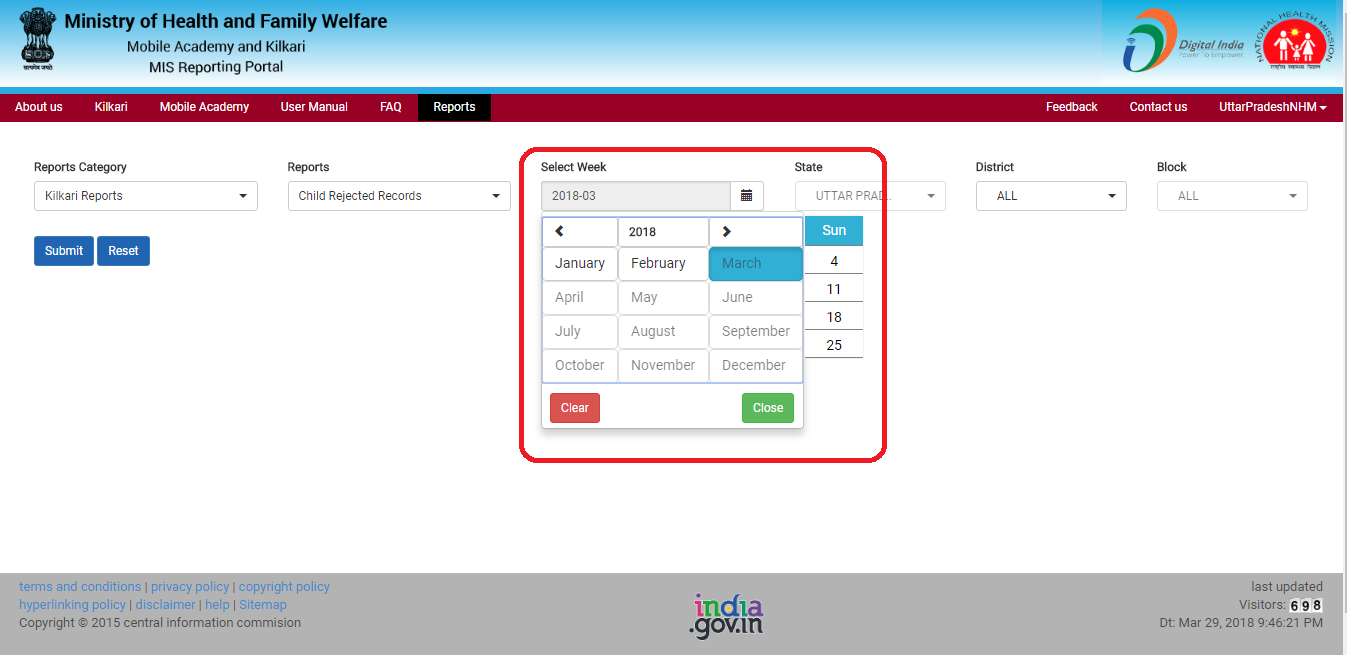 Ministry of Health and Family Welfare
Mobile Academy and Kilkari
MIS Reporting Portal
सत्यमेव जयते
Digital India
Power To Empower
NATIONAL HEALTH MISSION
राष्ट्रीय स्वास्थ्य मिशन
About us Kilkari Mobile Academy User Manual FAQ Reports Feedback Contact us UttarPradeshNHM
Reports Category Reports Select Week State District Block
Kilkari Reports Child Rejected Records 2018-03 UTTAR PRAD.. ALL ALL
Submit Reset
2018 Sun
January February March 4
April May June 11
July August September 18
October November December 25
Clear Close
terms and conditions | privacy policy | copyright policy
hyperlinking policy | disclaimer | help | Sitemap
Copyright © 2015 central information commision
india
.gov.in
last updated
Visitors: 698
Dt: Mar 29, 2018 9:46:21 PM